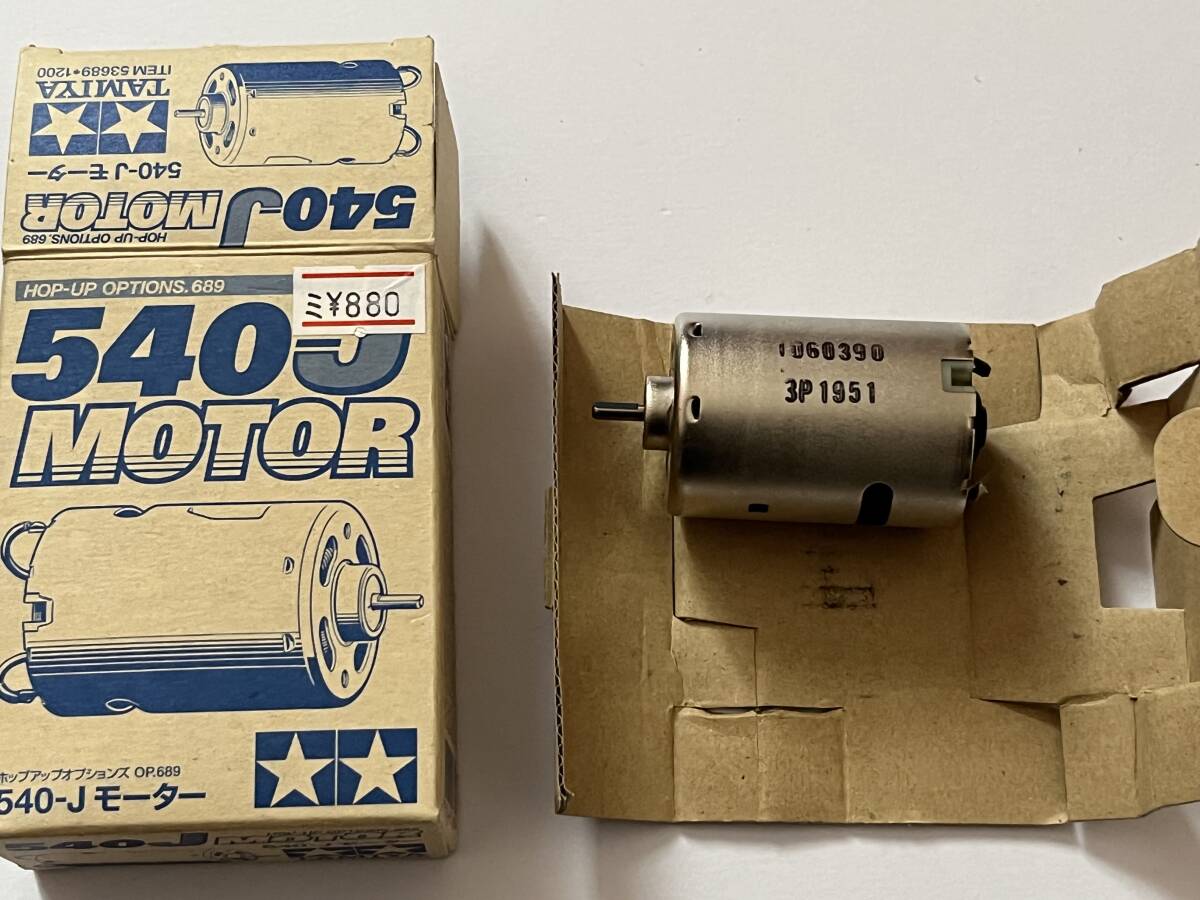 ITEM 53689★1200
TAMIYA
540-J モーター
HOP-UP OPTIONS.689
540J MOTOR
HOP-UP OPTIONS.689
ミ¥880
540J
MOTOR
ホップアップオプションズ OP.689
540-J モーター
540-J
1060390
3P1951